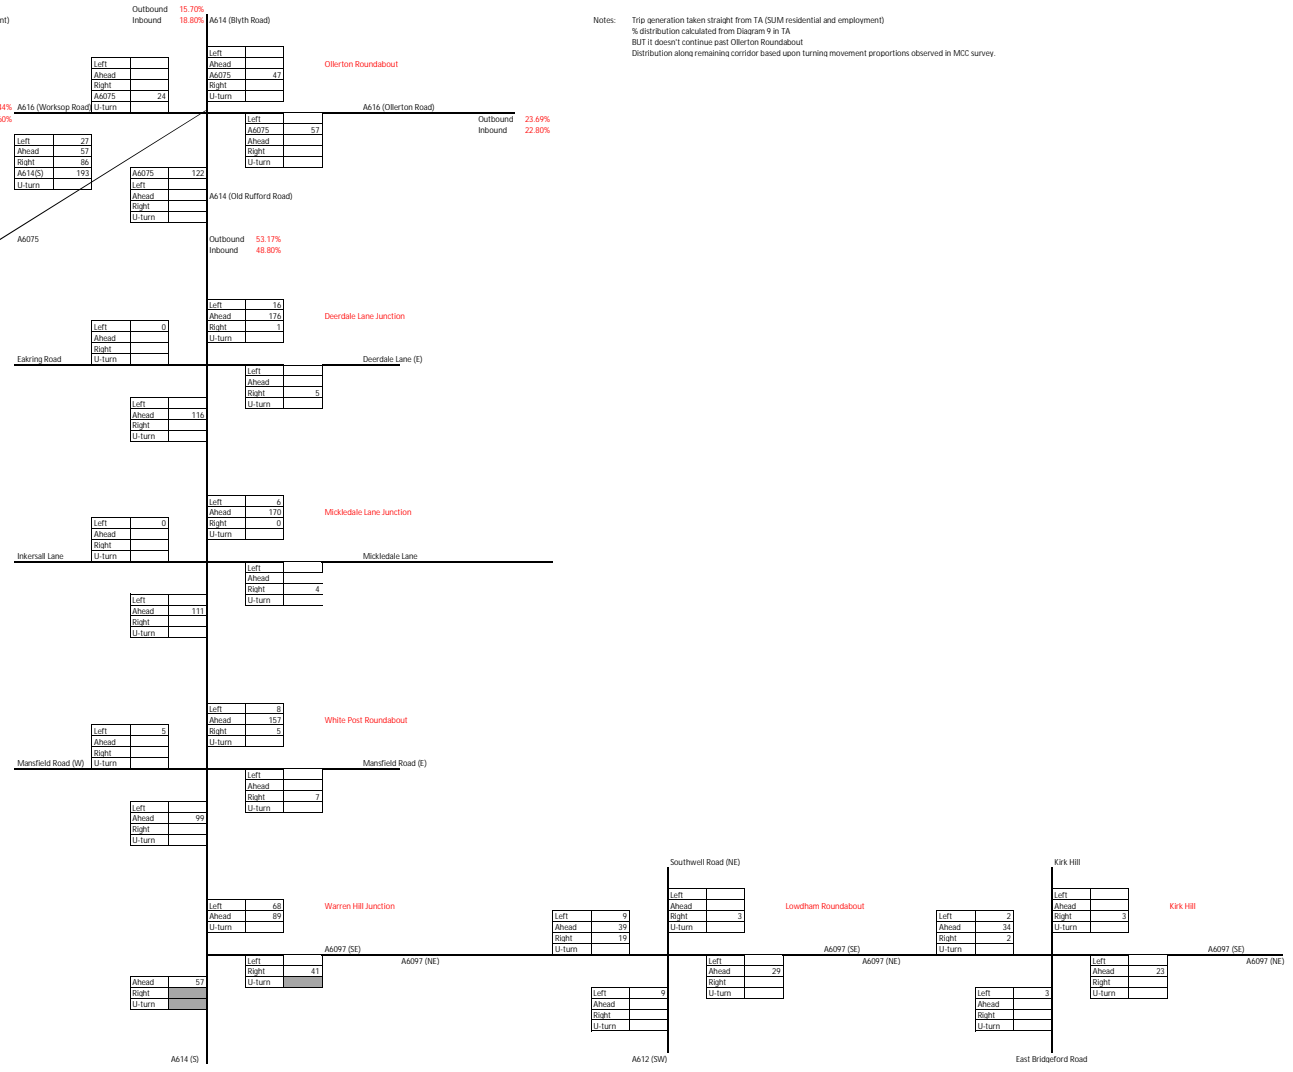 Outbound 15.70%
nt) Inbound 18.80% A614 (Blyth Road)
Notes: Trip generation taken straight from TA (SUM residential and employment)
% distribution calculated from Diagram 9 in TA
BUT it doesn't continue past Ollerton Roundabout
Distribution along remaining corridor based upon turning movement proportions observed in MCC survey.
Left
Ahead
A6075 47
Right
U-turn
Ollerton Roundabout
Left
Ahead
Right
A6075 24
U-turn
44% A616 (Worksop Road)
60%
A616 (Ollerton Road)
Outbound 23.69%
Inbound 22.80%
Left
A6075 57
Ahead
Right
U-turn
Left 27
Ahead 57
Right 86
A614(S) 193
U-turn
A6075 122
Left
Ahead
Right
U-turn
A614 (Old Rufford Road)
A6075
Outbound 53.17%
Inbound 48.80%
Left 16
Ahead 176
Right 1
U-turn
Deerdale Lane Junction
Left 0
Ahead
Right
U-turn
Eakring Road
Deerdale Lane (E)
Left
Ahead
Right 5
U-turn
Left
Ahead 116
Right
U-turn
Left 6
Ahead 170
Right 0
U-turn
Mickledale Lane Junction
Left 0
Ahead
Right
U-turn
Inkersall Lane
Mickledale Lane
Left
Ahead
Right 4
U-turn
Left
Ahead 111
Right
U-turn
Left 8
Ahead 157
Right 5
U-turn
White Post Roundabout
Left 5
Ahead
Right
U-turn
Mansfield Road (W)
Mansfield Road (E)
Left
Ahead
Right 7
U-turn
Left
Ahead 99
Right
U-turn
Left 68
Ahead 89
U-turn
Warren Hill Junction
A6097 (SE)
A6097 (NE)
Left
Right 41
U-turn
Ahead 57
Right
U-turn
A614 (S)
Southwell Road (NE)
Left
Ahead
Right 3
U-turn
Lowdham Roundabout
Left 9
Ahead 39
Right 19
U-turn
A6097 (SE)
A6097 (NE)
Left
Ahead 29
Right
U-turn
Left 9
Ahead
Right
U-turn
A612 (SW)
Kirk Hill
Left
Ahead
Right 3
U-turn
Kirk Hill
Left 2
Ahead 34
Right 2
U-turn
A6097 (SE)
A6097 (NE)
Left
Ahead 23
Right
U-turn
Left 3
Ahead
Right
U-turn
East Bridgeford Road